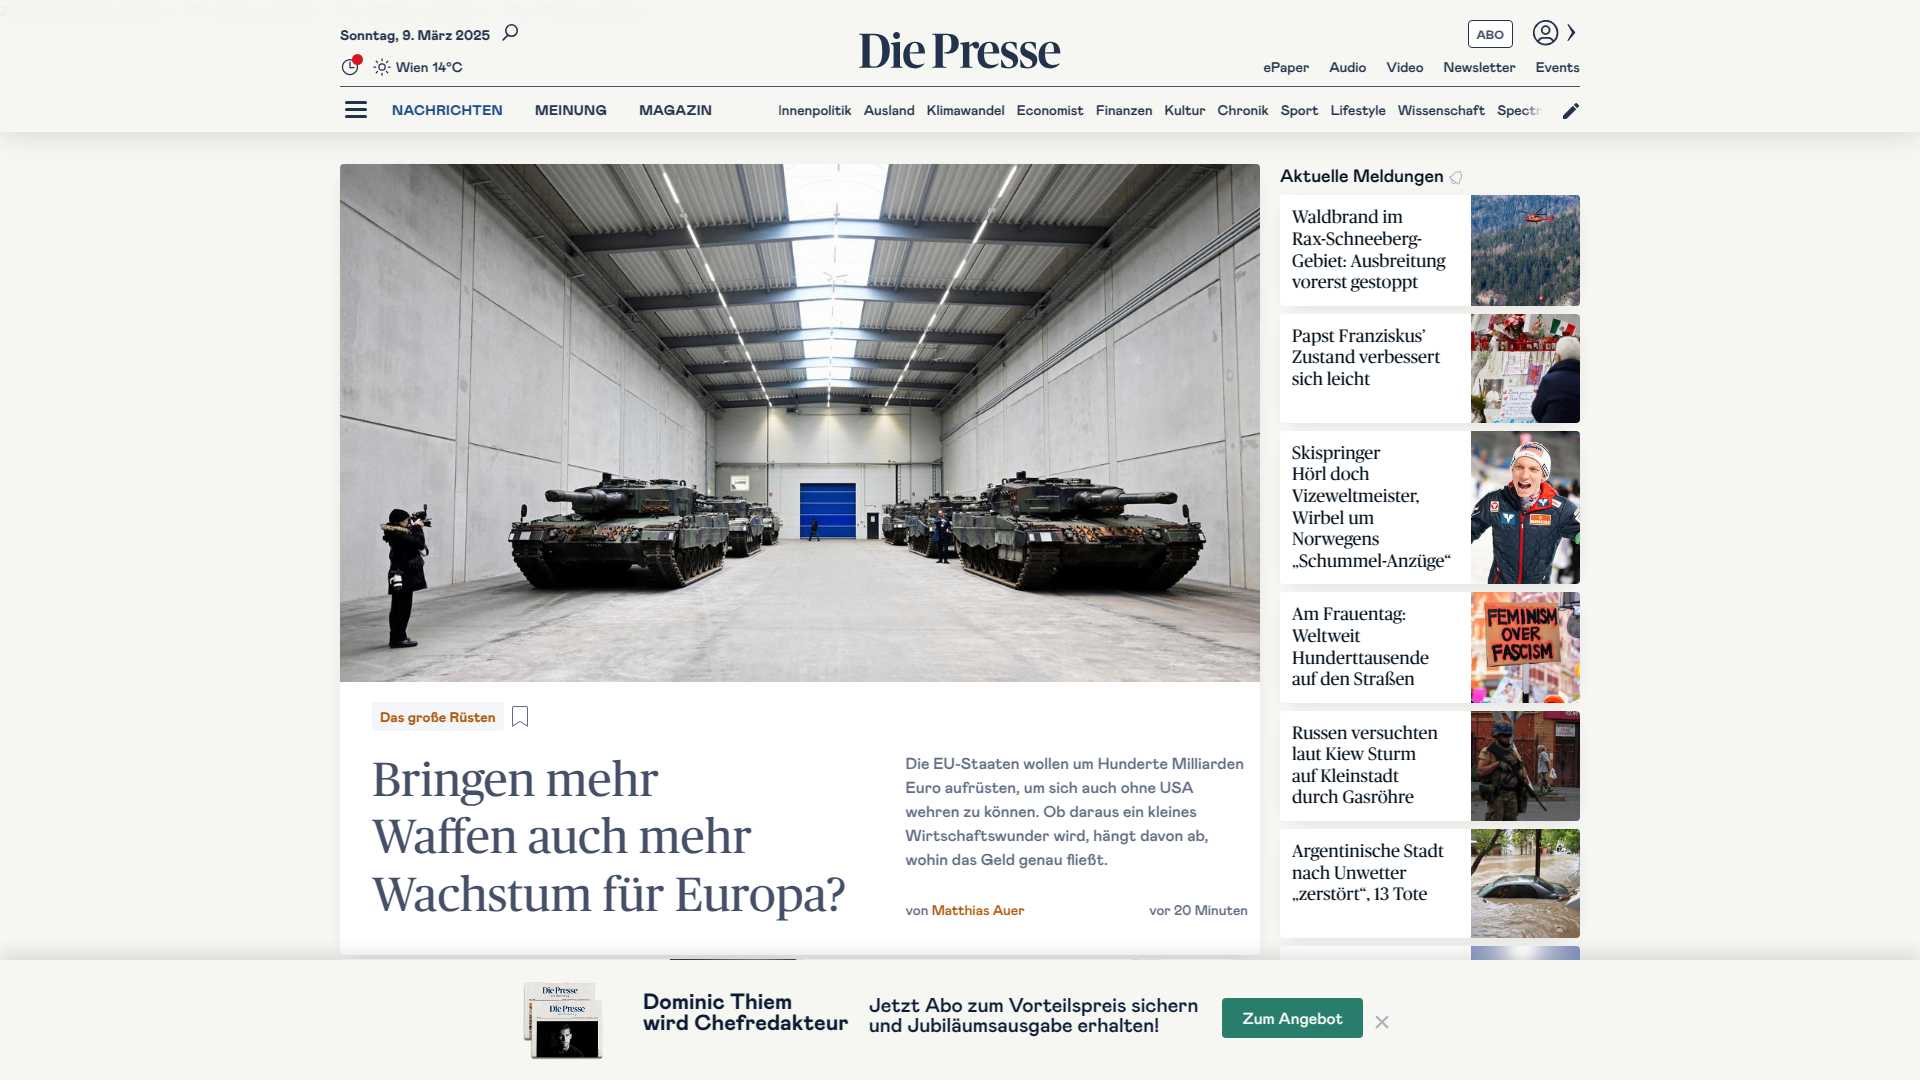 Sonntag, 9. März 2025
Die Presse
ABO
Wien 14°C
ePaper Audio Video Newsletter Events
NACHRICHTEN MEINUNG MAGAZIN Innenpolitik Ausland Klimawandel Economist Finanzen Kultur Chronik Sport Lifestyle Wissenschaft Spectr
Das große Rüsten
Bringen mehr
Waffen auch mehr
Wachstum für Europa?
Die EU-Staaten wollen um Hunderte Milliarden
Euro aufrüsten, um sich auch ohne USA
wehren zu können. Ob daraus ein kleines
Wirtschaftswunder wird, hängt davon ab,
wohin das Geld genau fließt.
von Matthias Auer vor 20 Minuten
Aktuelle Meldungen
Waldbrand im
Rax-Schneeberg-
Gebiet: Ausbreitung
vorerst gestoppt
Papst Franziskus’
Zustand verbessert
sich leicht
Skispringer
Hörl doch
Vizeweltmeister,
Wirbel um
Norwegens
„Schummel-Anzüge“
Am Frauentag:
Weltweit
Hunderttausende
auf den Straßen
FEMINISM
OVER
FASCISM
Russen versuchten
laut Kiew Sturm
auf Kleinstadt
durch Gasröhre
Argentinische Stadt
nach Unwetter
„zerstört“, 13 Tote
Die Presse
Die Presse
Dominic Thiem
wird Chefredakteur
Jetzt Abo zum Vorteilspreis sichern
und Jubiläumsausgabe erhalten!
Zum Angebot